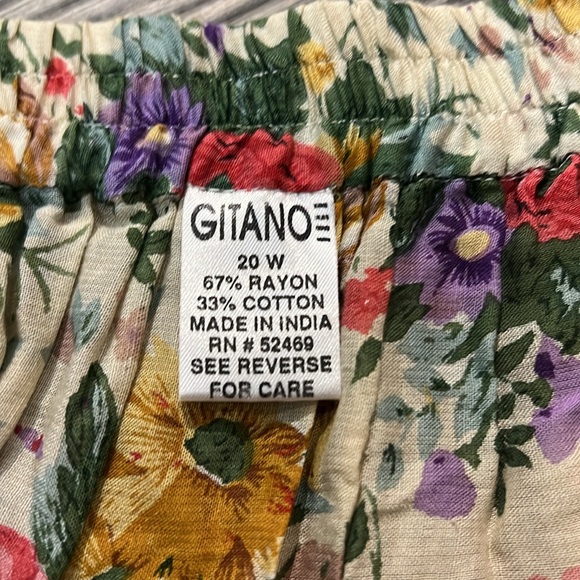 GITANO
20 W
67% RAYON
33% COTTON
MADE IN INDIA
RN # 52469
SEE REVERSE
FOR CARE